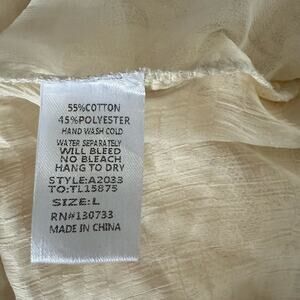 55%COTTON
45%POLYESTER
HAND WASH COLD
WATER SEPARATELY
WILL BLEED
NO BLEACH
HANG TO DRY
STYLE:A2033
TO:TL15875
SIZE:L
RN#130733
MADE IN CHINA